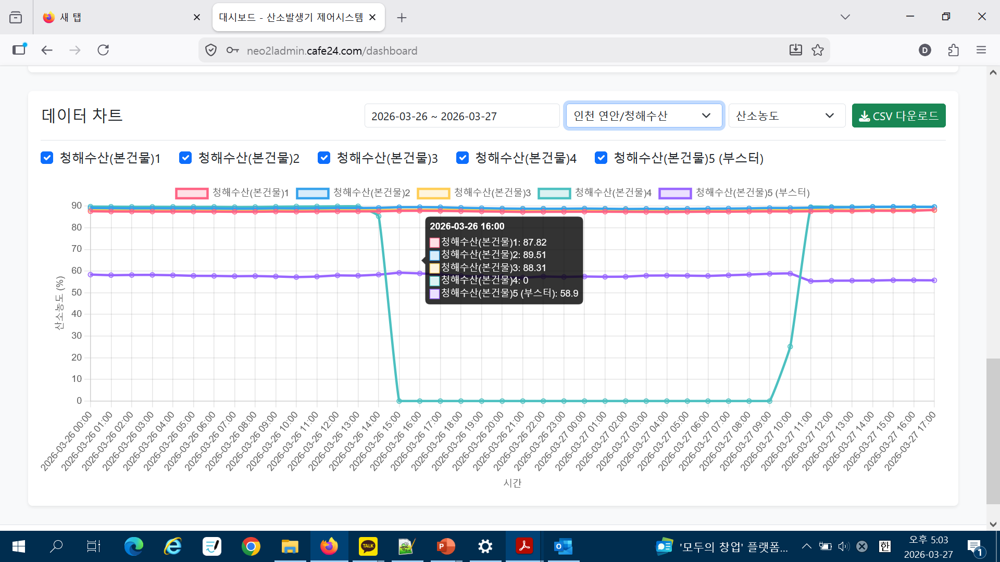 새 탭
대시보드 - 산소발생기 제어시스템
neo2ladmin.cafe24.com/dashboard
D
데이터 차트
2026-03-26 ~ 2026-03-27
인천 연안/청해수산
산소농도
CSV 다운로드
청해수산(본건물)1
청해수산(본건물)2
청해수산(본건물)3
청해수산(본건물)4
청해수산(본건물)5 (부스터)
청해수산(본건물)1
청해수산(본건물)2
청해수산(본건물)3
청해수산(본건물)4
청해수산(본건물)5 (부스터)
산소농도 (%)
90
80
70
60
50
40
30
20
10
0
2026-03-26 16:00
청해수산(본건물)1: 87.82
청해수산(본건물)2: 89.51
청해수산(본건물)3: 88.31
청해수산(본건물)4: 0
청해수산(본건물)5 (부스터): 58.9
2026-03-26 00:00
2026-03-26 01:00
2026-03-26 02:00
2026-03-26 03:00
2026-03-26 04:00
2026-03-26 05:00
2026-03-26 06:00
2026-03-26 07:00
2026-03-26 08:00
2026-03-26 09:00
2026-03-26 10:00
2026-03-26 11:00
2026-03-26 12:00
2026-03-26 13:00
2026-03-26 14:00
2026-03-26 15:00
2026-03-26 16:00
2026-03-26 17:00
2026-03-26 18:00
2026-03-26 19:00
2026-03-26 20:00
2026-03-26 21:00
2026-03-26 22:00
2026-03-26 23:00
2026-03-27 00:00
2026-03-27 01:00
2026-03-27 02:00
2026-03-27 03:00
2026-03-27 04:00
2026-03-27 05:00
2026-03-27 06:00
2026-03-27 07:00
2026-03-27 08:00
2026-03-27 09:00
2026-03-27 10:00
2026-03-27 11:00
2026-03-27 12:00
2026-03-27 13:00
2026-03-27 14:00
2026-03-27 15:00
2026-03-27 16:00
2026-03-27 17:00
시간
TALK
P
O
'모두의 창업' 플랫폼...
한
오후 5:03
2026-03-27
1